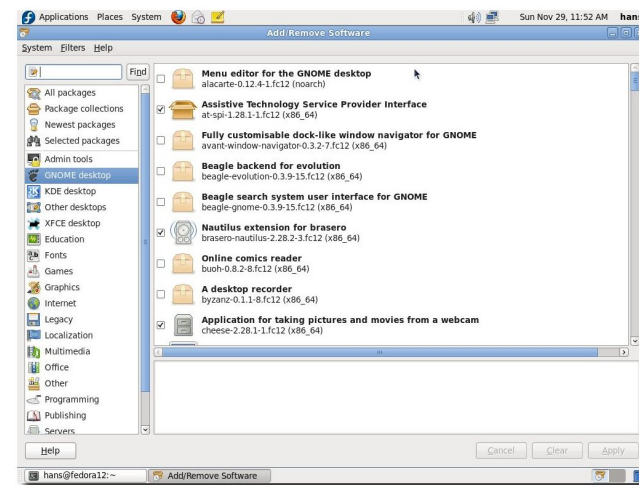 Applications Places System Sun Nov 29, 11:52 AM hans
Add/Remove Software
System Filters Help
Find
All packages
Package collections
Newest packages
Selected packages
Admin tools
GNOME desktop
KDE desktop
Other desktops
XFCE desktop
Education
Fonts
Games
Graphics
Internet
Legacy
Localization
Multimedia
Office
Other
Programming
Publishing
Servers
Menu editor for the GNOME desktop
alacarte-0.12.4-1.fc12 (noarch)
Assistive Technology Service Provider Interface
at-spi-1.28.1-1.fc12 (x86_64)
Fully customisable dock-like window navigator for GNOME
avant-window-navigator-0.3.2-7.fc12 (x86_64)
Beagle backend for evolution
beagle-evolution-0.3.9-15.fc12 (x86_64)
Beagle search system user interface for GNOME
beagle-gnome-0.3.9-15.fc12 (x86_64)
Nautilus extension for brasero
brasero-nautilus-2.28.2-3.fc12 (x86_64)
Online comics reader
buoh-0.8.2-8.fc12 (x86_64)
A desktop recorder
byzanz-0.1.1-8.fc12 (x86_64)
Application for taking pictures and movies from a webcam
cheese-2.28.1-1.fc12 (x86_64)
Help Cancel Clear Apply
hans@fedora12:~ Add/Remove Software